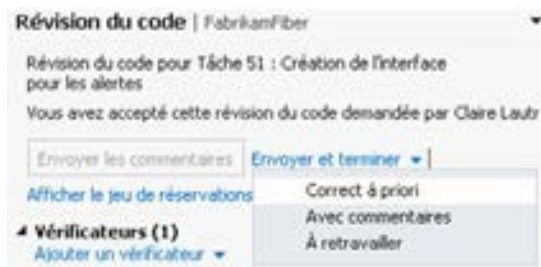 Révision du code | FabrikamFiber
Révision du code pour Tâche 51 : Création de l'interface
pour les alertes
Vous avez accepté cette révision du code demandée par Claire Lautr
Envoyer les commentaires Envoyer et terminer
Afficher le jeu de réservations
Correct à priori
Avec commentaires
À retravailler
Vérificateurs (1)
Ajouter un vérificateur